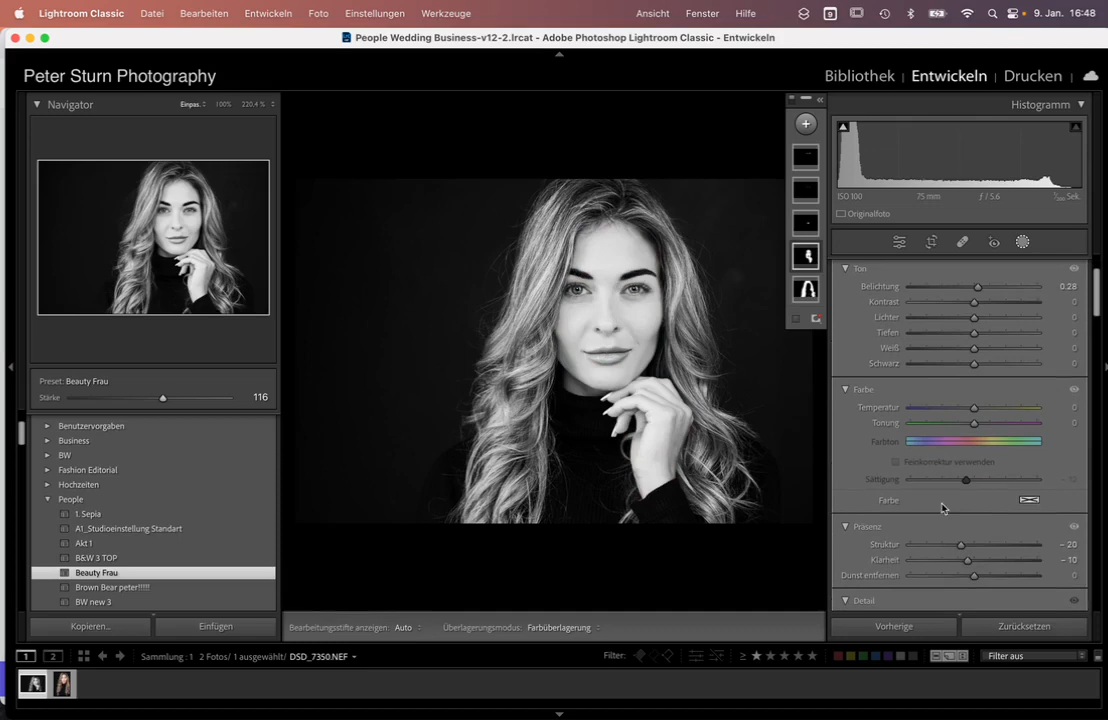 Lightroom Classic Datei Bearbeiten Entwickeln Foto Einstellungen Werkzeuge Ansicht Fenster Hilfe 9 9. Jan. 16:48
People Wedding Business-v12-2.lrcat - Adobe Photoshop Lightroom Classic - Entwickeln
Peter Sturn Photography
Bibliothek | Entwickeln | Drucken
Navigator Einpas. 100% 220,4 %
Histogramm
ISO 100 75 mm ƒ / 5,6 Sek.
Originalfoto
Ton
Belichtung 0,28
Kontrast 0
Lichter 0
Tiefen 0
Weiß 0
Schwarz 0
Farbe
Temperatur 0
Tonung 0
Farbton
Feinkorrektur verwenden
Sättigung – 12
Farbe
Präsenz
Struktur – 20
Klarheit – 10
Dunst entfernen 0
Detail
Preset: Beauty Frau
Stärke 116
Benutzervorgaben
Business
BW
Fashion Editorial
Hochzeiten
People
1. Sepia
A1_Studioeinstellung Standart
Akt 1
B&W 3 TOP
Beauty Frau
Brown Bear peter!!!!!!
BW new 3
Kopieren... Einfügen
Bearbeitungsstifte anzeigen: Auto Überlagerungsmodus: Farbüberlagerung
Vorherige Zurücksetzen
1 2 Sammlung : 1 2 Fotos/ 1 ausgewählt/ DSD_7350.NEF Filter: ≥ ★ ★ ★ ★ ★ Filter aus